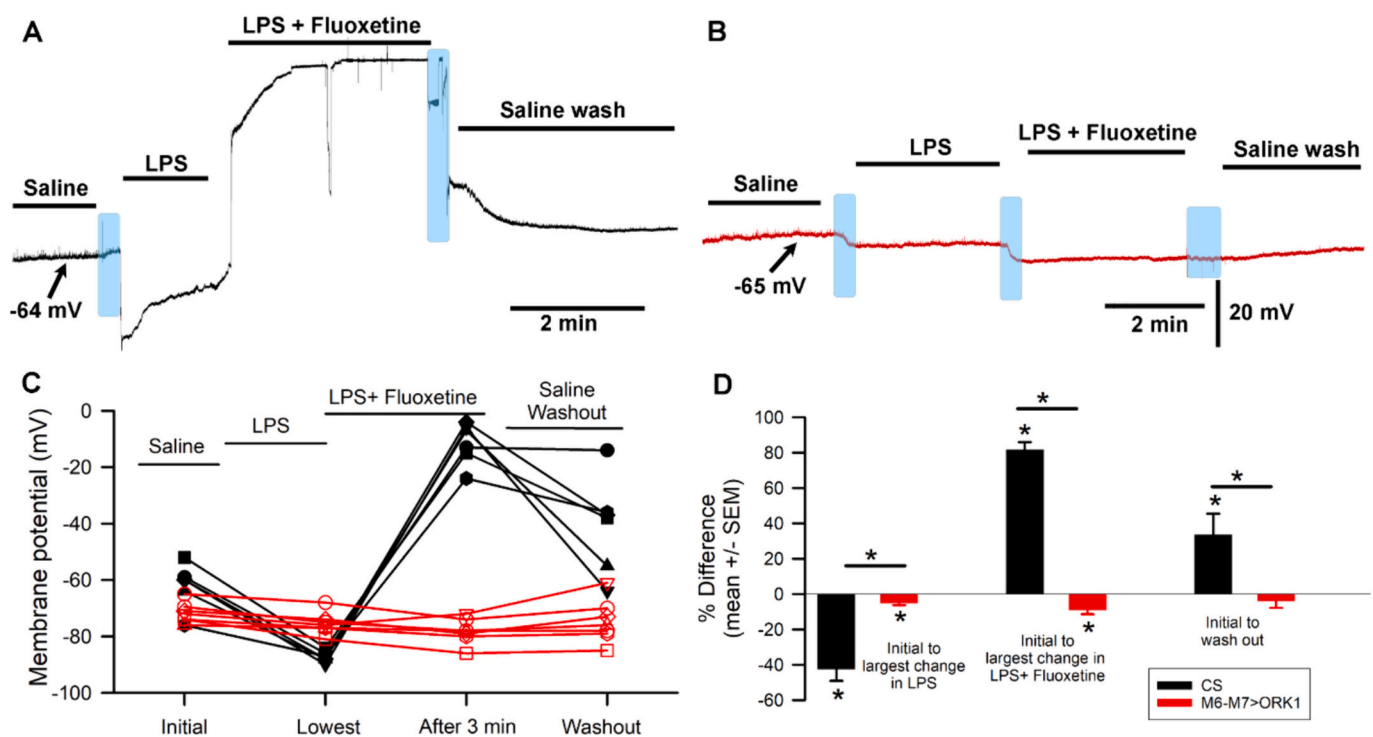 A
LPS + Fluoxetine
Saline wash
LPS
Saline
-64 mV
2 min
B
LPS + Fluoxetine
LPS
Saline wash
Saline
-65 mV
2 min
20 mV
C
LPS+ Fluoxetine
Saline
Washout
LPS
Saline
Membrane potential (mV)
0
-20
-40
-60
-80
-100
Initial
Lowest
After 3 min
Washout
D
% Difference
(mean +/- SEM)
100
80
60
40
20
0
-20
-40
-60
*
*
*
*
*
*
*
*
Initial to
largest change
in LPS
Initial to
largest change in
LPS+ Fluoxetine
Initial to
wash out
CS
M6-M7>ORK1